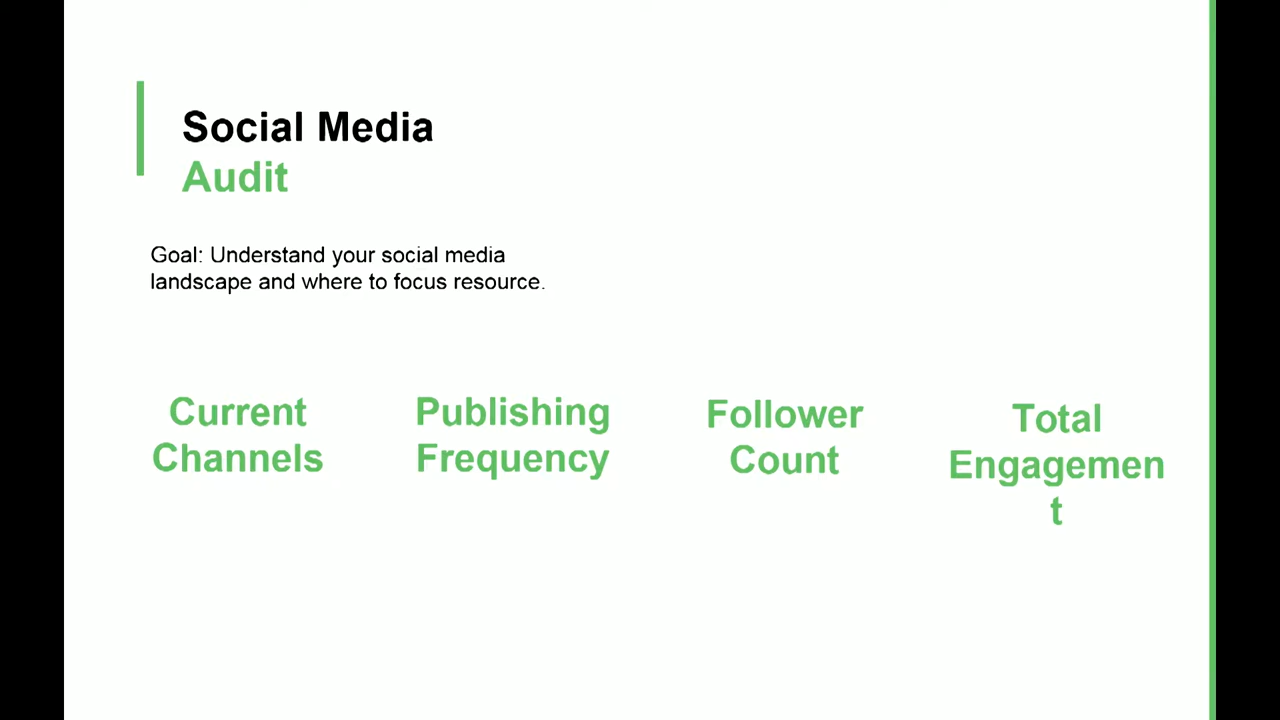 Social Media
Audit
Goal: Understand your social media
landscape and where to focus resource.
Current
Channels
Publishing
Frequency
Follower
Count
Total
Engagemen
t